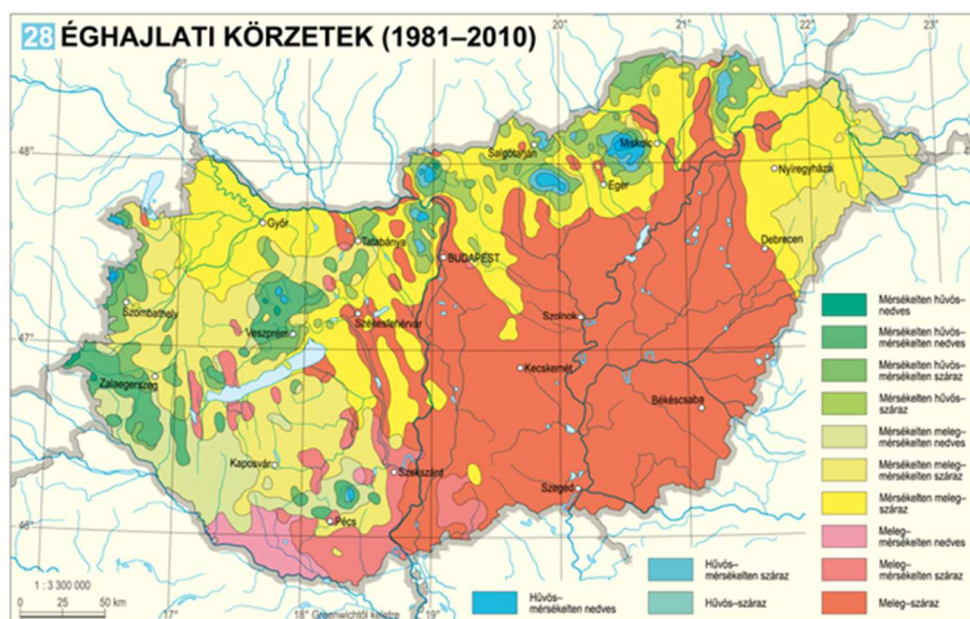 28 ÉGHAJLATI KÖRZETEK (1981–2010)
20°
21°
22°
23°
48°
Salgótarján
Miskolc
Eger
Nyíregyháza
Győr
Tatabánya
BUDAPEST
Debrecen
Szombathely
Veszprém
Székesfehérvár
Szolnok
47°
Zalaegerszeg
Kecskemét
Békéscsaba
Kaposvár
Szekszárd
Szeged
46°
Pécs
Mérsékelten hűvös–
nedves
Mérsékelten hűvös–
mérsékelten nedves
Mérsékelten hűvös–
mérsékelten száraz
Mérsékelten hűvös–
száraz
Mérsékelten meleg–
mérsékelten nedves
Mérsékelten meleg–
mérsékelten száraz
Mérsékelten meleg–
száraz
Meleg–
mérsékelten nedves
Meleg–
mérsékelten száraz
Meleg–száraz
Hűvös–
mérsékelten száraz
Hűvös–
mérsékelten nedves
Hűvös–száraz
1 : 3 300 000
0 25 50 km
17° 18° Greenwichtől keletre 19°